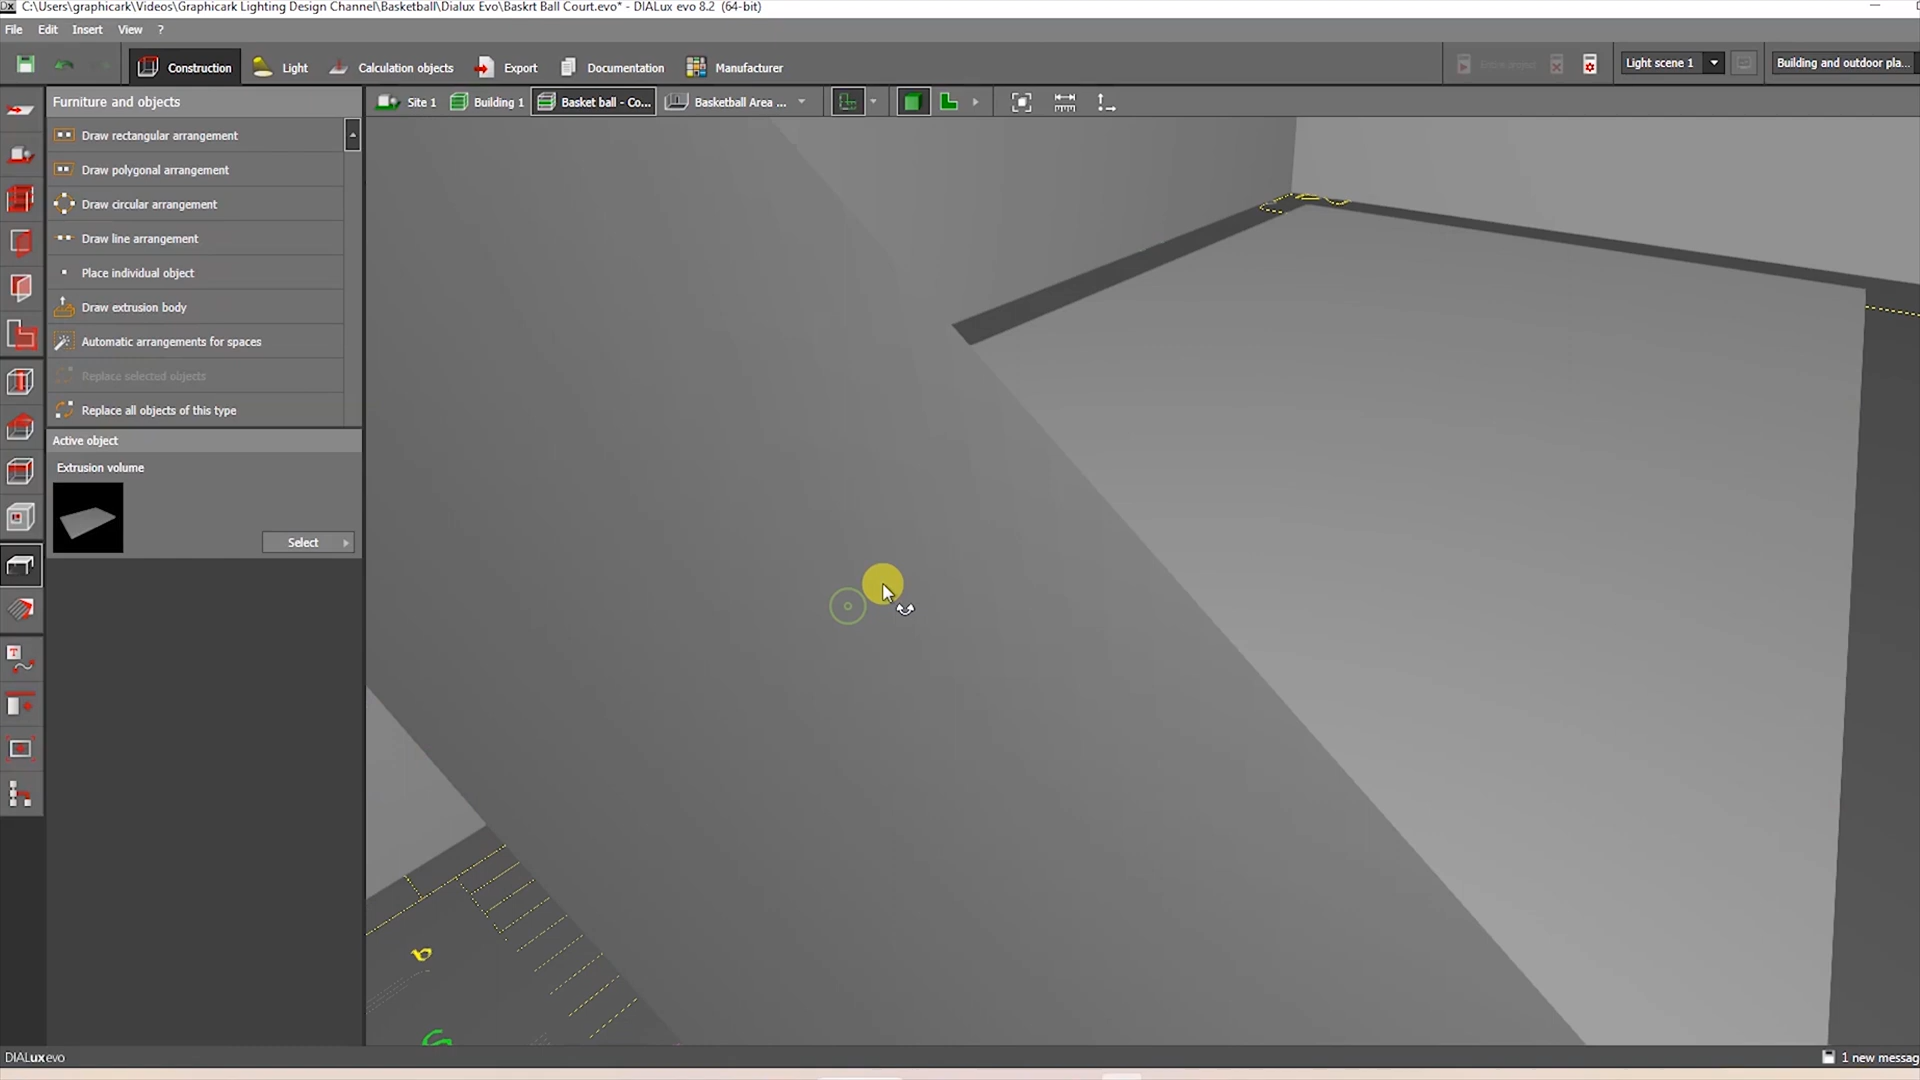 C:\Users\graphicark\Videos\Graphicark Lighting Design Channel\Basketball\Dialux Evo\Baskrt Ball Court.evo* - DIALux evo 8.2 (64-bit)
File Edit Insert View ?
Construction Light Calculation objects Export Documentation Manufacturer
Light scene 1
Building and outdoor pla...
Furniture and objects
Site 1 Building 1 Basket ball - Co... Basketball Area ...
Draw rectangular arrangement
Draw polygonal arrangement
Draw circular arrangement
Draw line arrangement
Place individual object
Draw extrusion body
Automatic arrangements for spaces
Replace selected objects
Replace all objects of this type
Active object
Extrusion volume
Select
DIALux evo
1 new messag